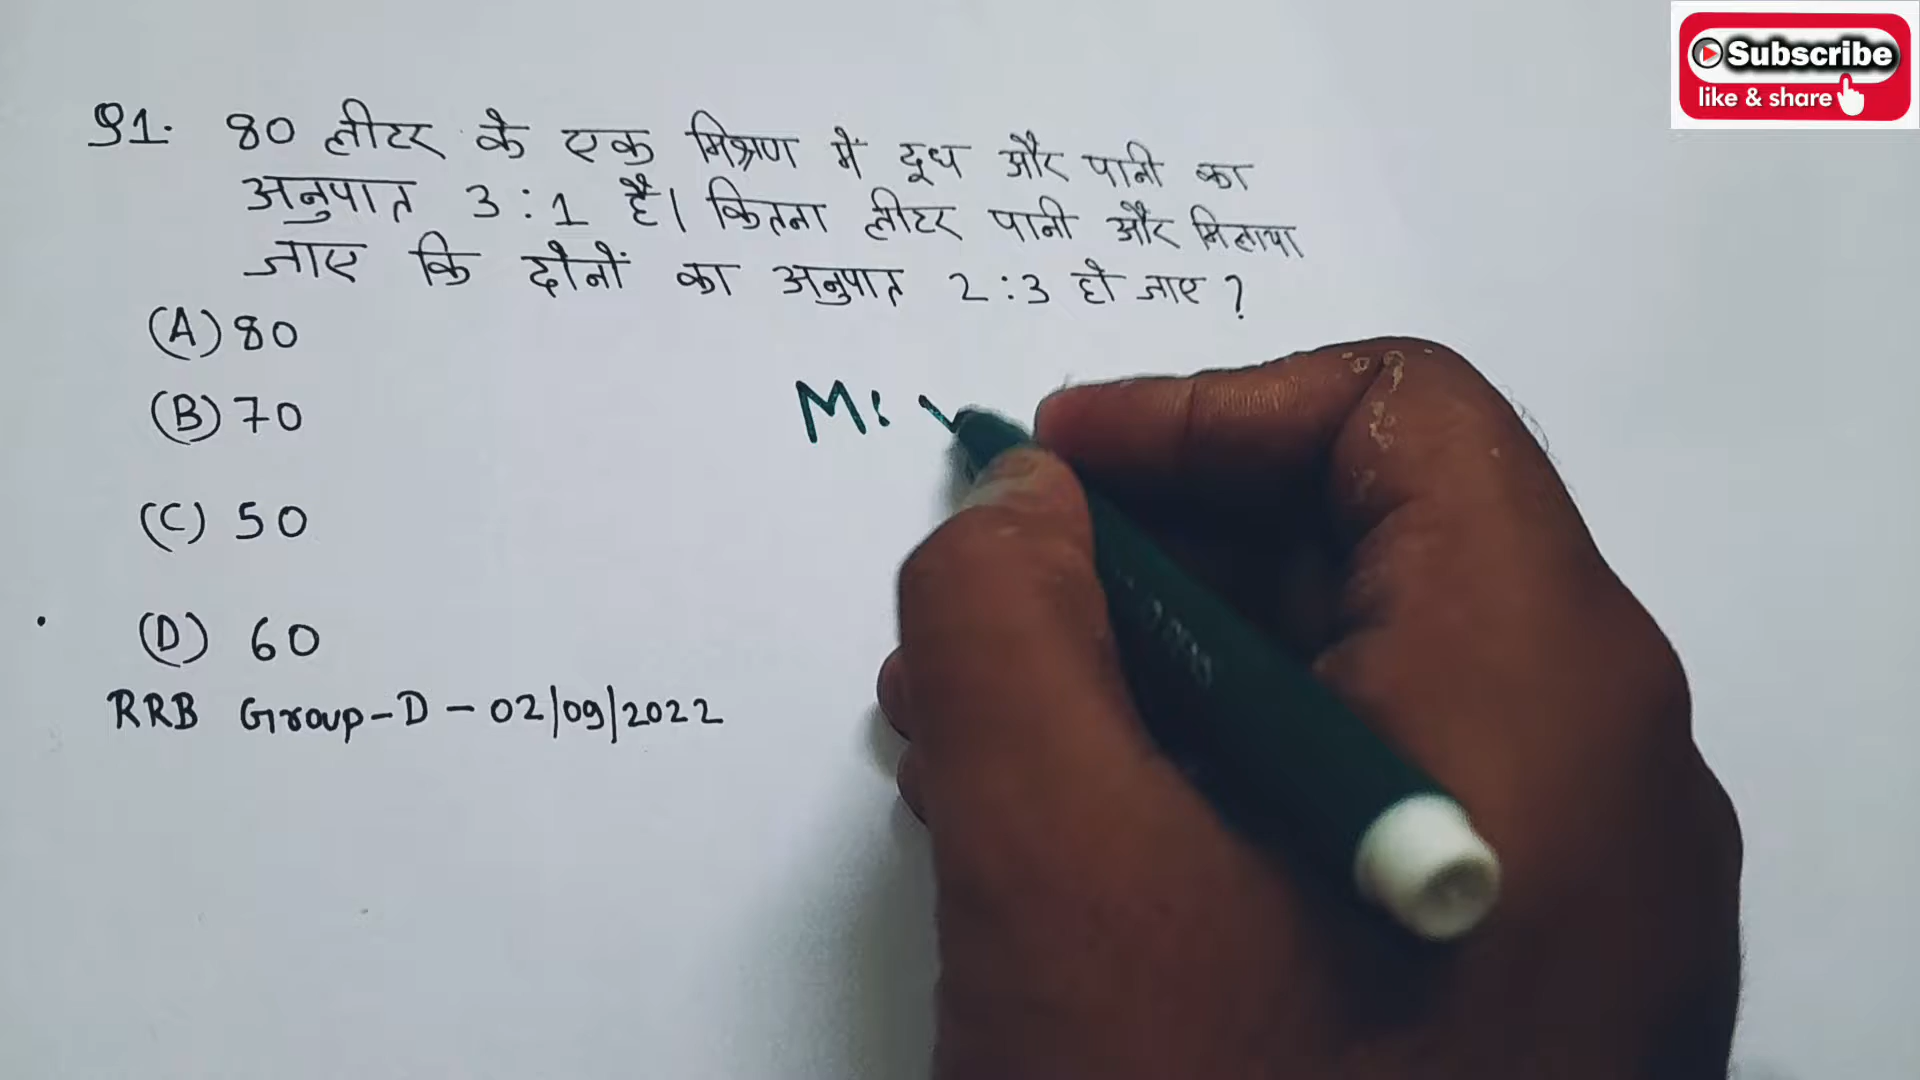 Q1. 80 लीटर के एक मिश्रण में दूध और पानी का
अनुपात 3:1 है। कितना लीटर पानी और मिलाया
जाए कि दोनों का अनुपात 2:3 हो जाए?
(A) 80
(B) 70
(C) 50
(D) 60
RRB Group-D - 02/09/2022
M:
Subscribe
like & share